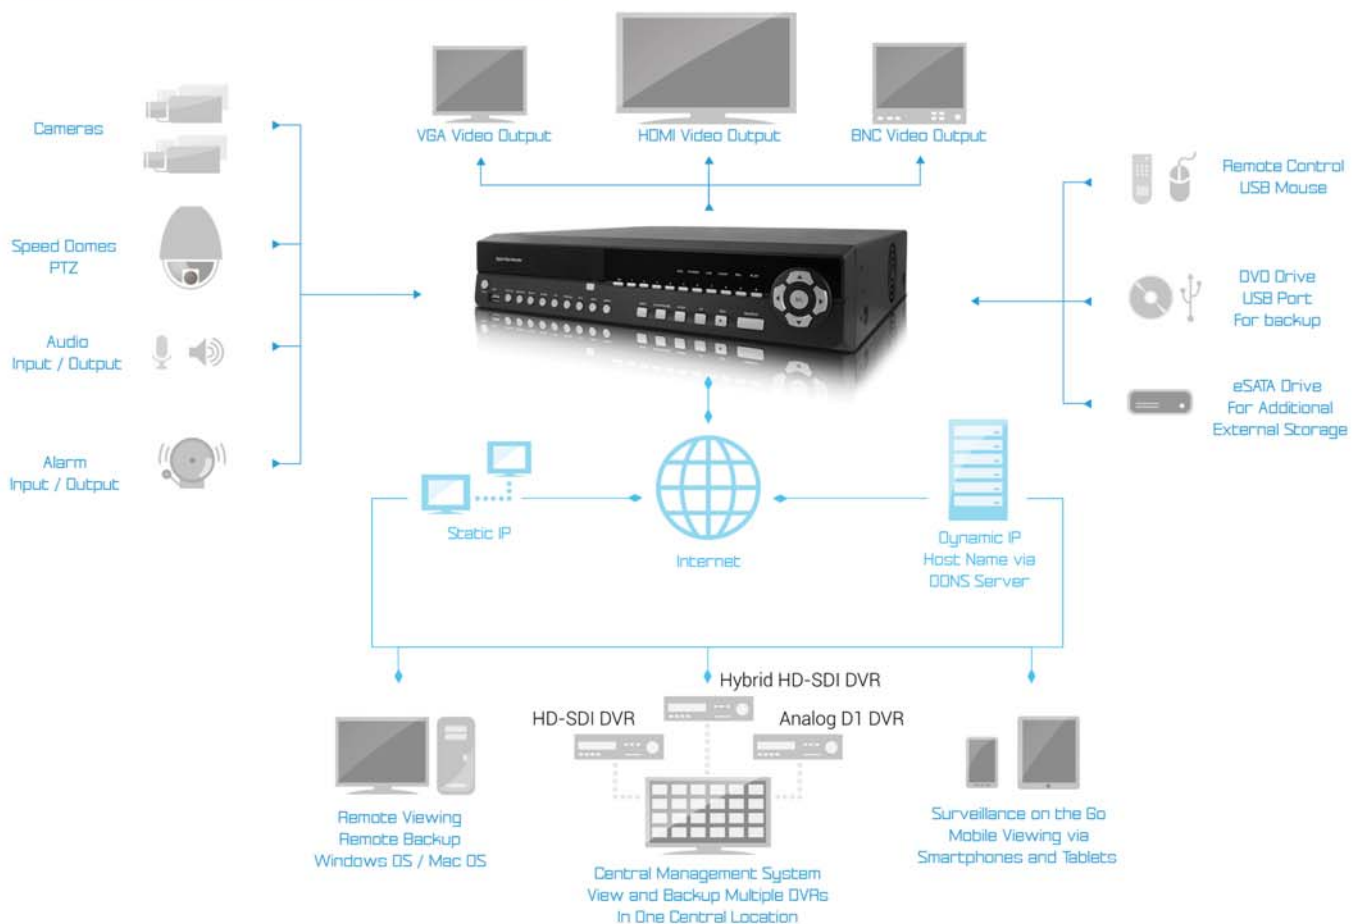 VGA Video Output
HDMI Video Output
BNC Video Output
Cameras
Speed Domes
PTZ
Audio
Input / Output
Alarm
Input / Output
Remote Control
USB Mouse
DVD Drive
USB Port
For backup
eSATA Drive
For Additional
External Storage
Static IP
Internet
Dynamic IP
Host Name via
DDNS Server
Hybrid HD-SDI DVR
HD-SDI DVR
Analog D1 DVR
Remote Viewing
Remote Backup
Windows OS / Mac OS
Central Management System
View and Backup Multiple DVRs
In One Central Location
Surveillance on the Go
Mobile Viewing via
Smartphones and Tablets